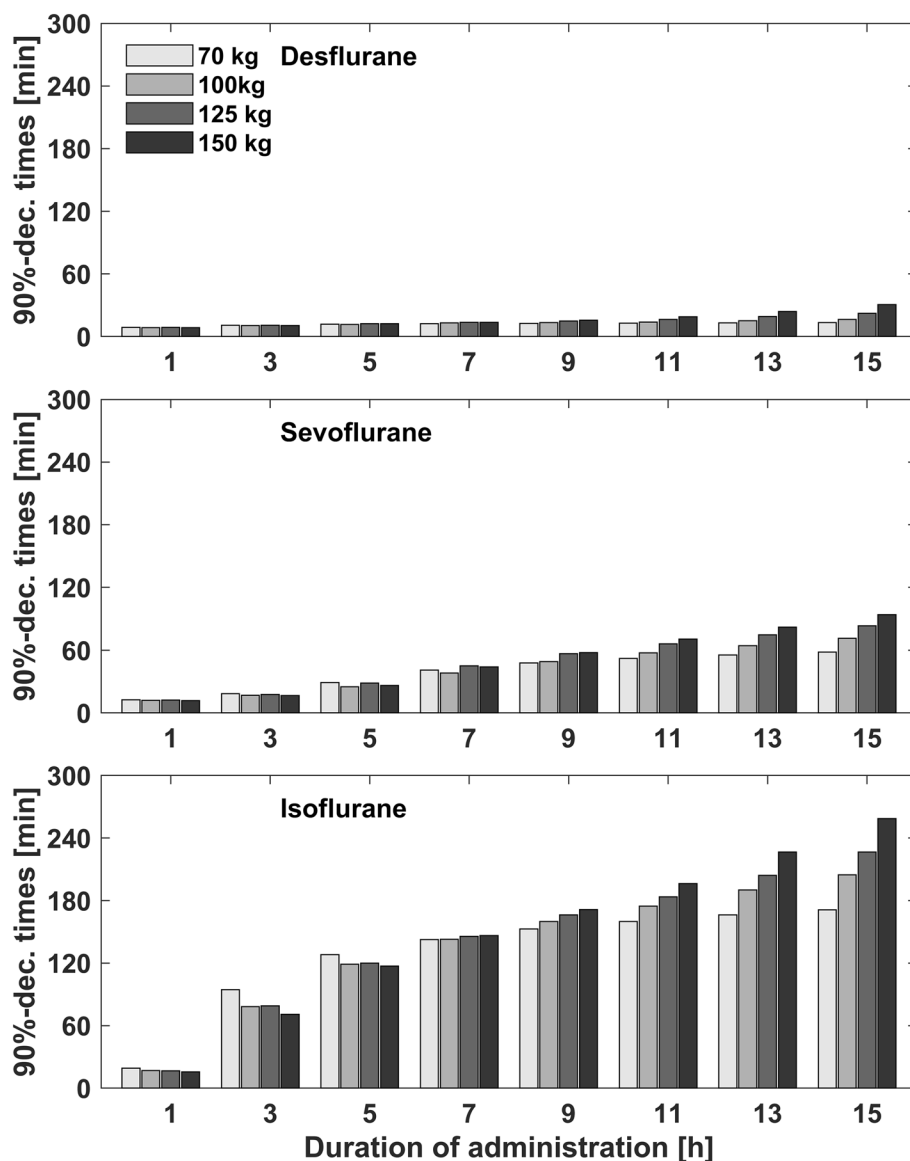 300
240
180
120
60
0
90%-dec. times [min]
70 kg
100kg
125 kg
150 kg
Desflurane
1 3 5 7 9 11 13 15
300
240
180
120
60
0
90%-dec. times [min]
Sevoflurane
1 3 5 7 9 11 13 15
300
240
180
120
60
0
90%-dec. times [min]
Isoflurane
1 3 5 7 9 11 13 15
Duration of administration [h]